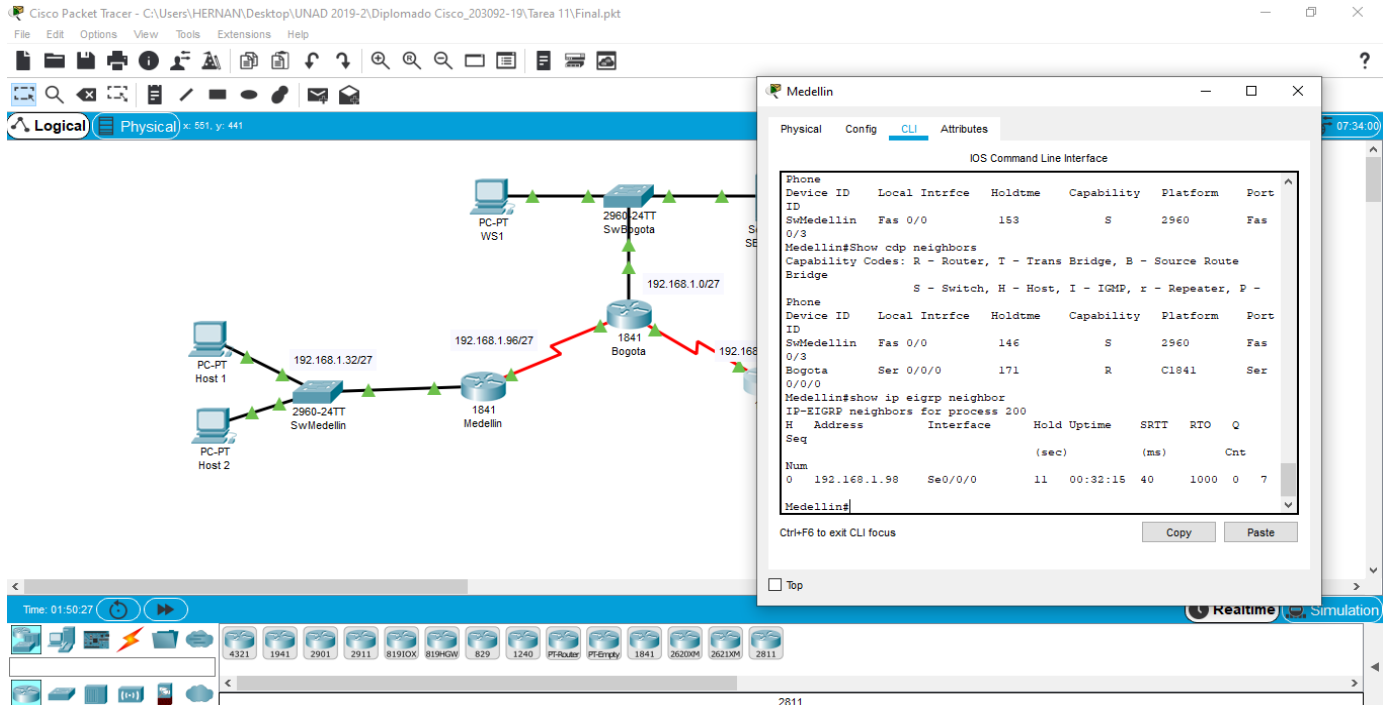 Cisco Packet Tracer - C:\Users\HERNAN\Desktop\UNAD 2019-2\Diplomado Cisco_203092-19\Tarea 11\Final.pkt
File Edit Options View Tools Extensions Help
?
Logical Physical x: 551, y: 441
07:34:00
PC-PT
WS1
2960-24TT
SwBogota
S
SE
192.168.1.0/27
1841
Bogota
192.168.1.96/27
192.168
PC-PT
Host 1
192.168.1.32/27
2960-24TT
SwMedellin
1841
Medellin
PC-PT
Host 2
Medellin
Physical Config CLI Attributes
IOS Command Line Interface
Phone
Device ID Local Intrfce Holdtme Capability Platform Port
ID
SwMedellin Fas 0/0 153 S 2960 Fas
0/3
Medellin#Show cdp neighbors
Capability Codes: R - Router, T - Trans Bridge, B - Source Route
Bridge
S - Switch, H - Host, I - IGMP, r - Repeater, P -
Phone
Device ID Local Intrfce Holdtme Capability Platform Port
ID
SwMedellin Fas 0/0 146 S 2960 Fas
0/3
Bogota Ser 0/0/0 171 R C1841 Ser
0/0/0
Medellin#show ip eigrp neighbor
IP-EIGRP neighbors for process 200
H Address Interface Hold Uptime SRTT RTO Q
Seq
(sec) (ms) Cnt
Num
0 192.168.1.98 Se0/0/0 11 00:32:15 40 1000 0 7
Medellin#
Ctrl+F6 to exit CLI focus
Copy Paste
Top
Time: 01:50:27
Realtime Simulation
4321 1941 2901 2911 819IOX 819HGW 829 1240 PT-Router PT-Empty 1841 2620XM 2621XM 2811
2811